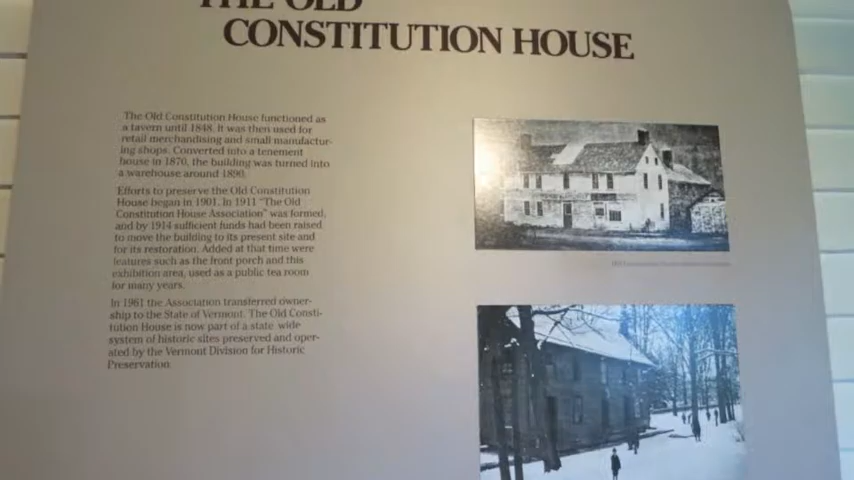 THE OLD
CONSTITUTION HOUSE
The Old Constitution House functioned as
a tavern until 1848. It was then used for
retail merchandising and small manufactur-
ing shops. Converted into a tenement
house in 1870, the building was turned into
a warehouse around 1890.
Efforts to preserve the Old Constitution
House began in 1901. In 1911 "The Old
Constitution House Association" was formed,
and by 1914 sufficient funds had been raised
to move the building to its present site and
for its restoration. Added at that time were
features such as the front porch and this
exhibition area, used as a public tea room
for many years.
In 1961 the Association transferred owner-
ship to the State of Vermont. The Old Consti-
tution House is now part of a state wide
system of historic sites preserved and oper-
ated by the Vermont Division for Historic
Preservation.